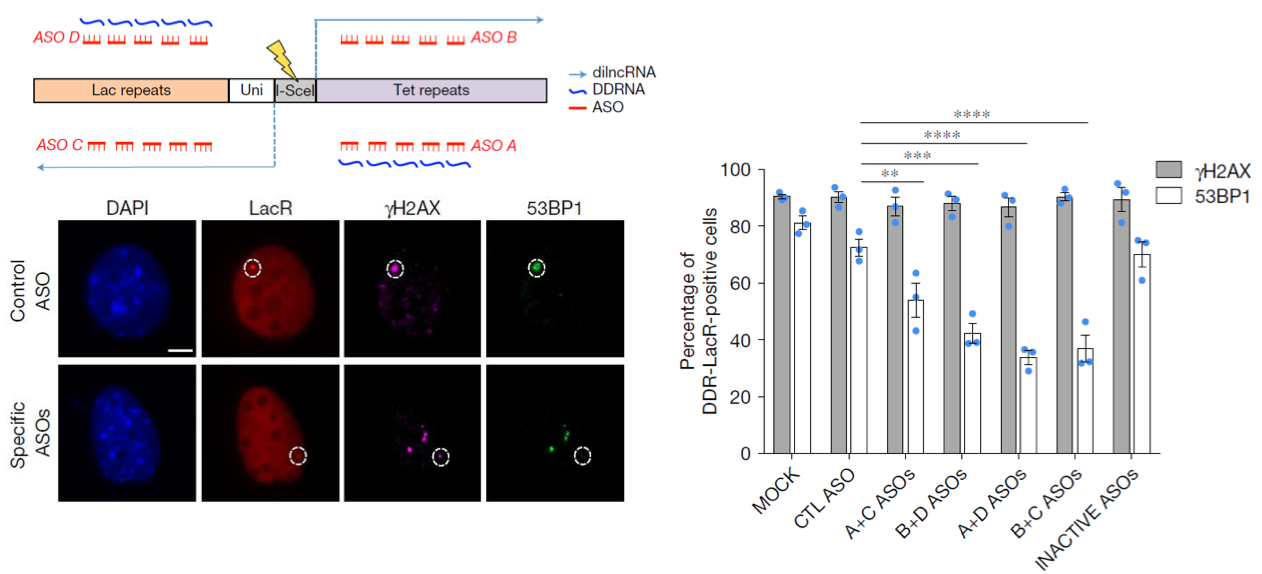 ASO D
ASO B
Lac repeats
Uni
I-SceI
Tet repeats
dilncRNA
DDRNA
ASO
ASO C
ASO A
DAPI
LacR
γH2AX
53BP1
Control
ASO
Specific
ASOs
****
****
***
**
γH2AX
53BP1
Percentage of
DDR-LacR-positive cells
100
80
60
40
20
0
MOCK
CTL ASO
A+C ASOs
B+D ASOs
A+D ASOs
B+C ASOs
INACTIVE ASOs